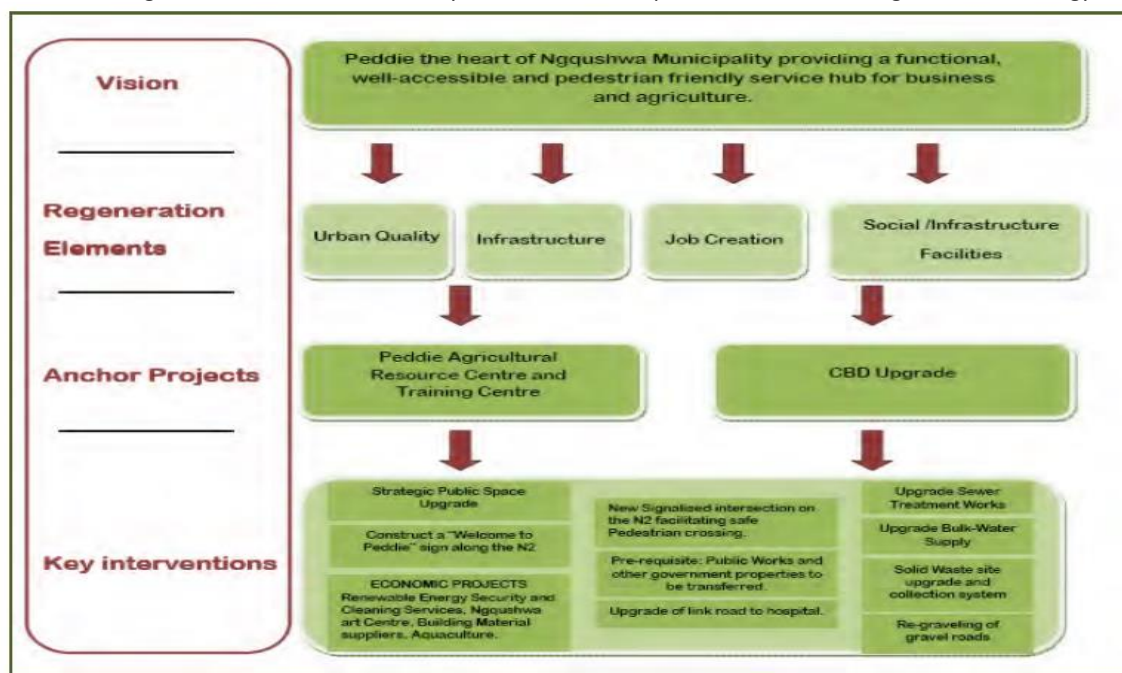 Vision
Peddie the heart of Ngqushwa Municipality providing a functional,
well-accessible and pedestrian friendly service hub for business
and agriculture.
Regeneration
Elements
Urban Quality
Infrastructure
Job Creation
Social /Infrastructure
Facilities
Anchor Projects
Peddie Agricultural
Resource Centre and
Training Centre
CBD Upgrade
Key interventions
Strategic Public Space
Upgrade
Construct a "Welcome to
Peddie" sign along the N2
ECONOMIC PROJECTS
Renewable Energy Security and
Cleaning Services, Ngqushwa
art Centre, Building Material
suppliers, Aquaculture.
New Signalised intersection on
the N2 facilitating safe
Pedestrian crossing.
Pre-requisite: Public Works and
other government properties to
be transferred.
Upgrade of link road to hospital.
Upgrade Sewer
Treatment Works
Upgrade Bulk-Water
Supply
Solid Waste site
upgrade and
collection system
Re-graveling of
gravel roads